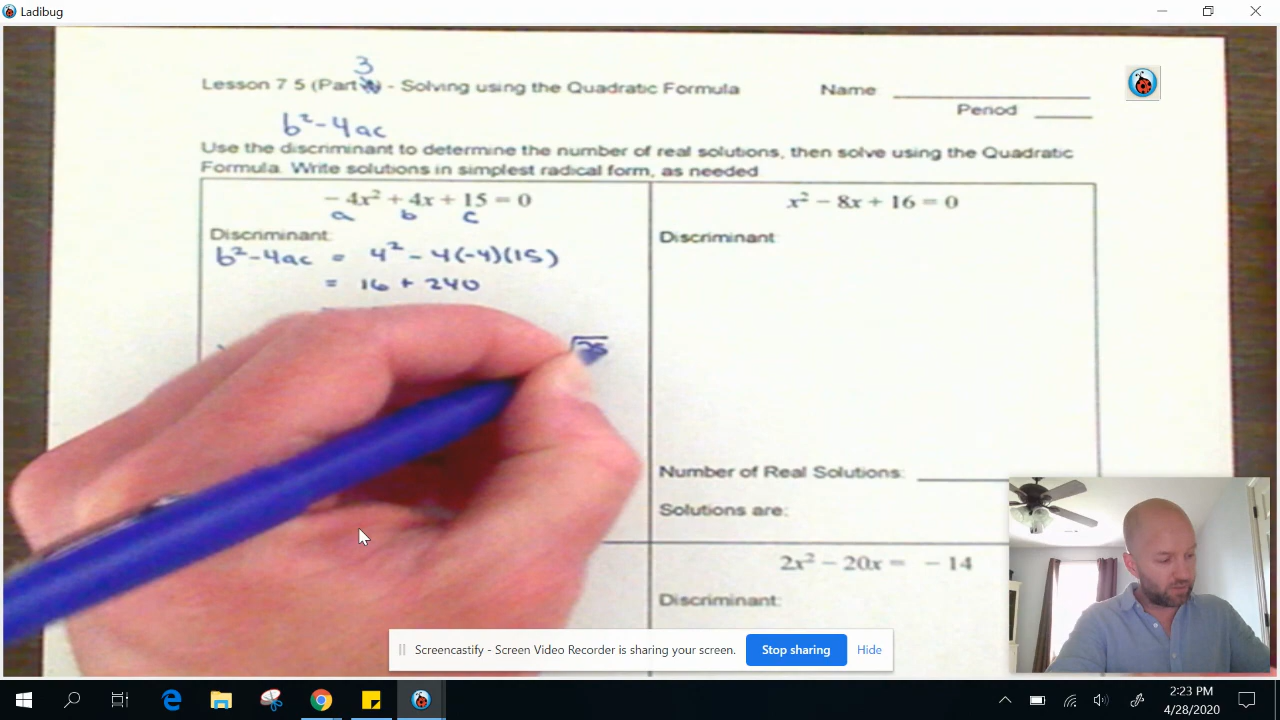 Ladibug
3
Lesson 7 5 (Part - Solving using the Quadratic Formula
Name
Period
b² - 4ac
Use the discriminant to determine the number of real solutions, then solve using the Quadratic
Formula. Write solutions in simplest radical form, as needed
- 4x² + 4x + 15 = 0
a b c
Discriminant:
b² - 4ac = 4² - 4(-4)(15)
= 16 + 240
x² - 8x + 16 = 0
Discriminant:
Number of Real Solutions:
Solutions are:
2x² - 20x = - 14
Discriminant:
Screencastify - Screen Video Recorder is sharing your screen.
Stop sharing
Hide
2:23 PM
4/28/2020